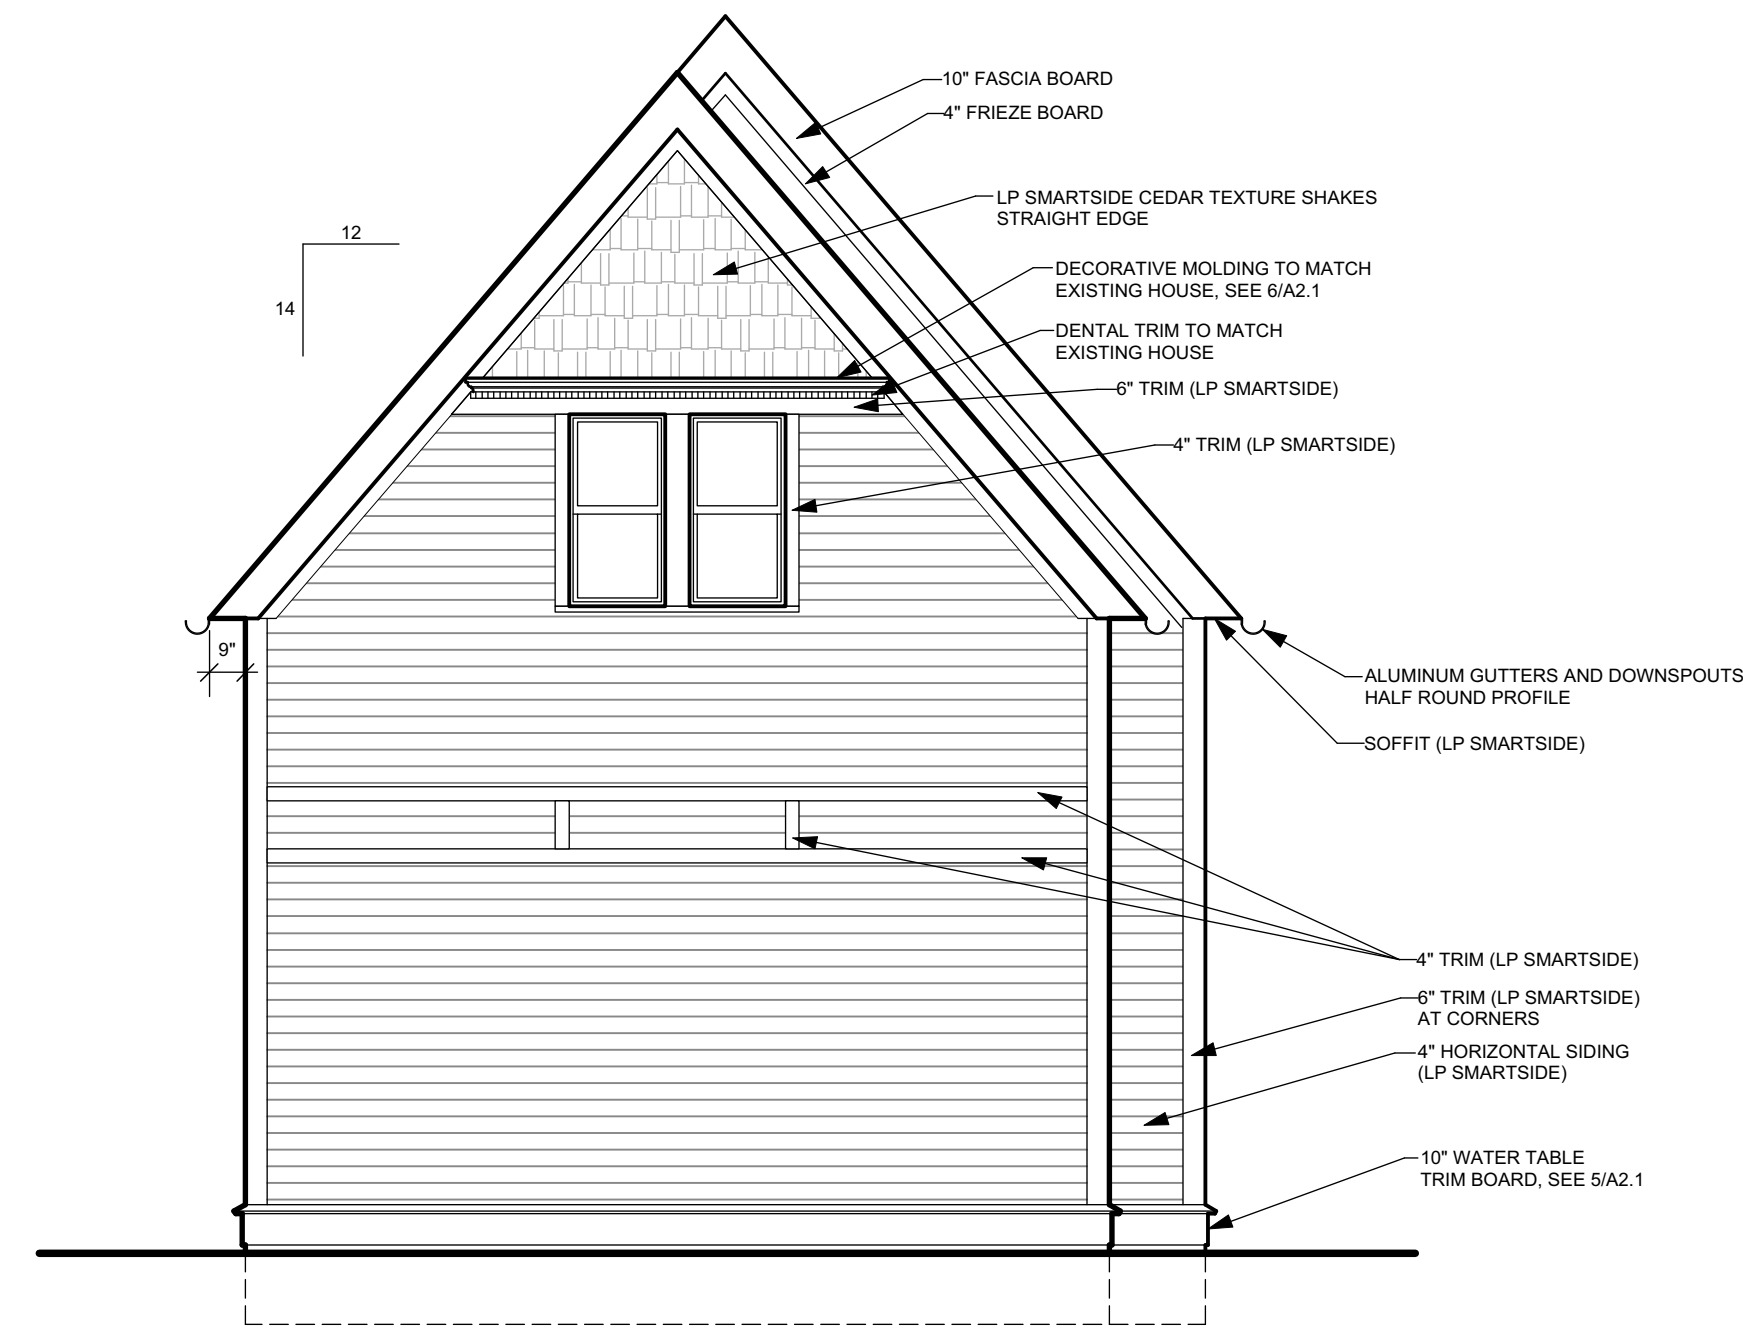 10" FASCIA BOARD
4" FRIEZE BOARD
LP SMARTSIDE CEDAR TEXTURE SHAKES
STRAIGHT EDGE
12
14
DECORATIVE MOLDING TO MATCH
EXISTING HOUSE, SEE 6/A2.1
DENTAL TRIM TO MATCH
EXISTING HOUSE
6" TRIM (LP SMARTSIDE)
4" TRIM (LP SMARTSIDE)
9"
ALUMINUM GUTTERS AND DOWNSPOUTS
HALF ROUND PROFILE
SOFFIT (LP SMARTSIDE)
4" TRIM (LP SMARTSIDE)
6" TRIM (LP SMARTSIDE)
AT CORNERS
4" HORIZONTAL SIDING
(LP SMARTSIDE)
10" WATER TABLE
TRIM BOARD, SEE 5/A2.1